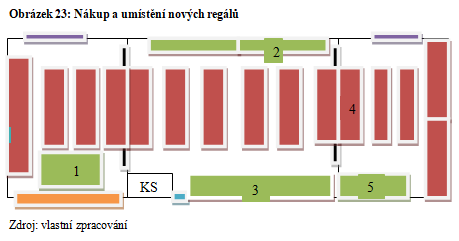 Obrázek 23: Nákup a umístění nových regálů
2
4
1
KS
3
5
Zdroj: vlastní zpracování